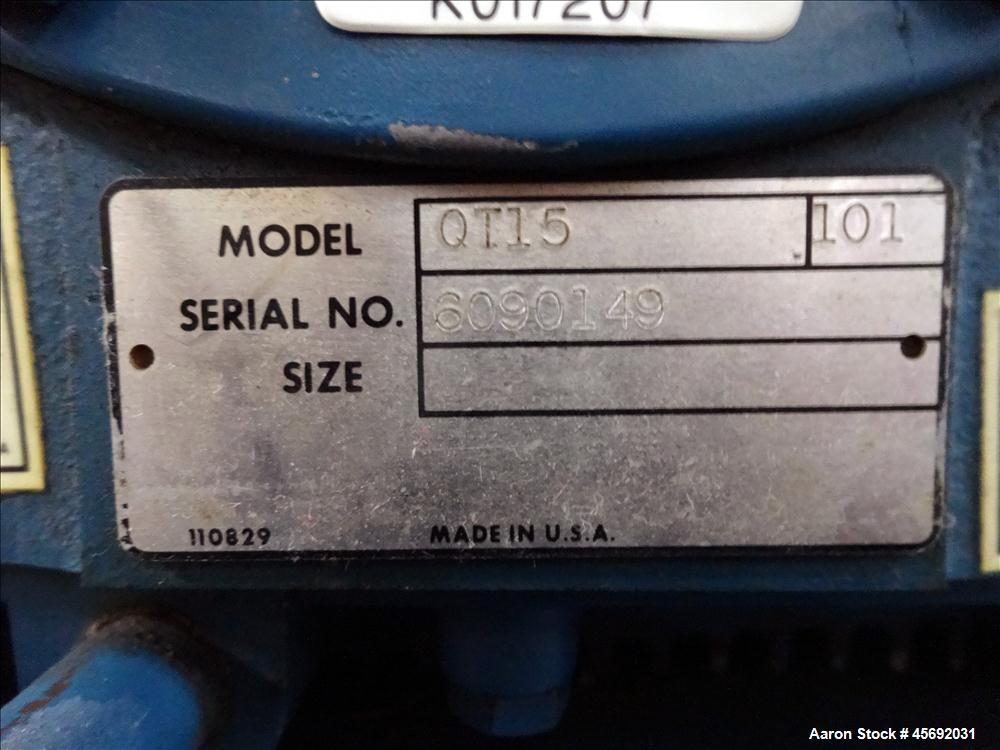 MODEL QT15 101
SERIAL NO. 6090149
SIZE
110829 MADE IN U.S.A.
Aaron Stock # 45692031